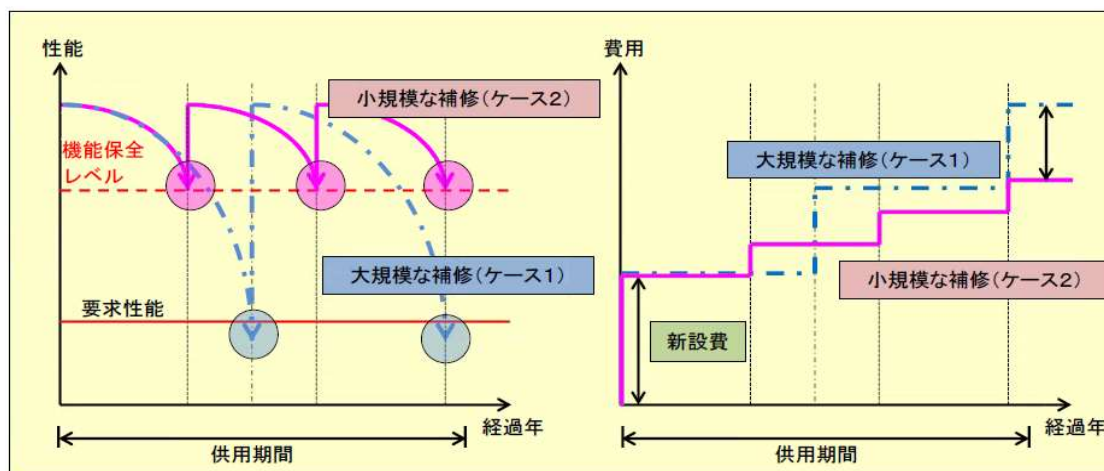 性能
小規模な補修(ケース2)
機能保全
レベル
大規模な補修(ケース1)
要求性能
経過年
供用期間
費用
大規模な補修(ケース1)
小規模な補修(ケース2)
新設費
経過年
供用期間